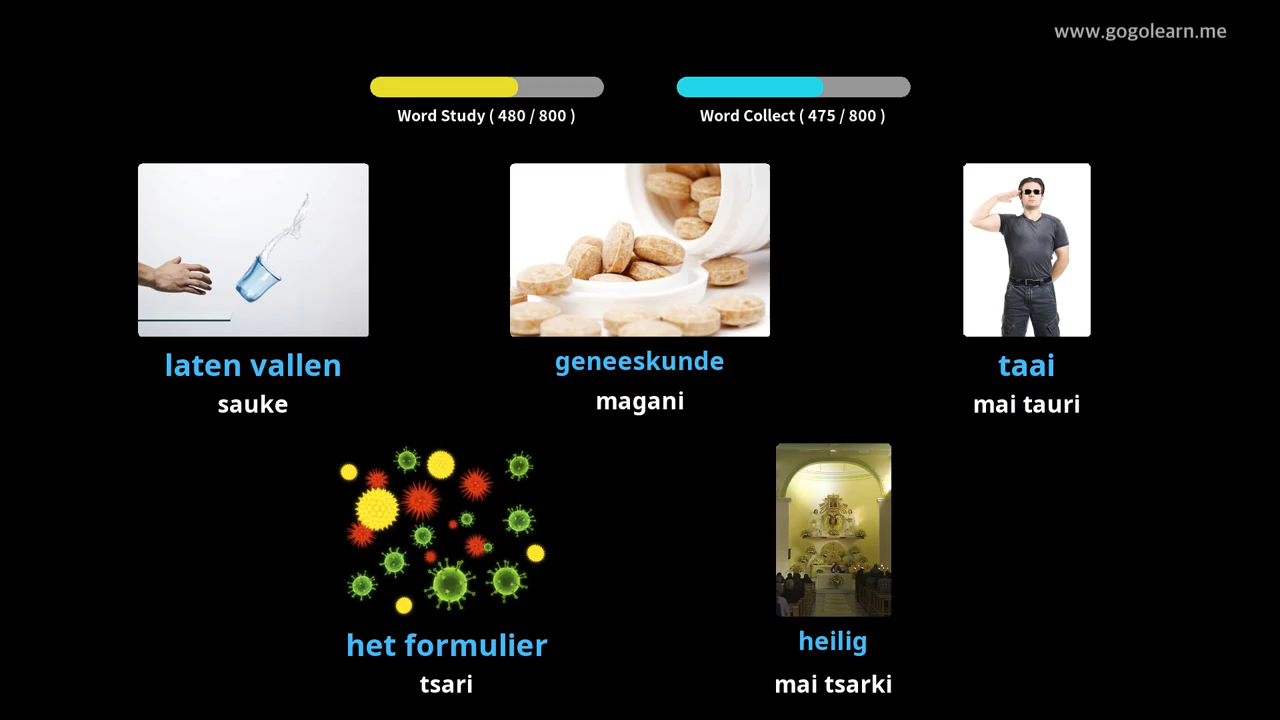 www.gogolearn.me
Word Study ( 480 / 800 )
Word Collect ( 475 / 800 )
laten vallen
sauke
geneeskunde
magani
taai
mai tauri
het formulier
tsari
heilig
mai tsarki